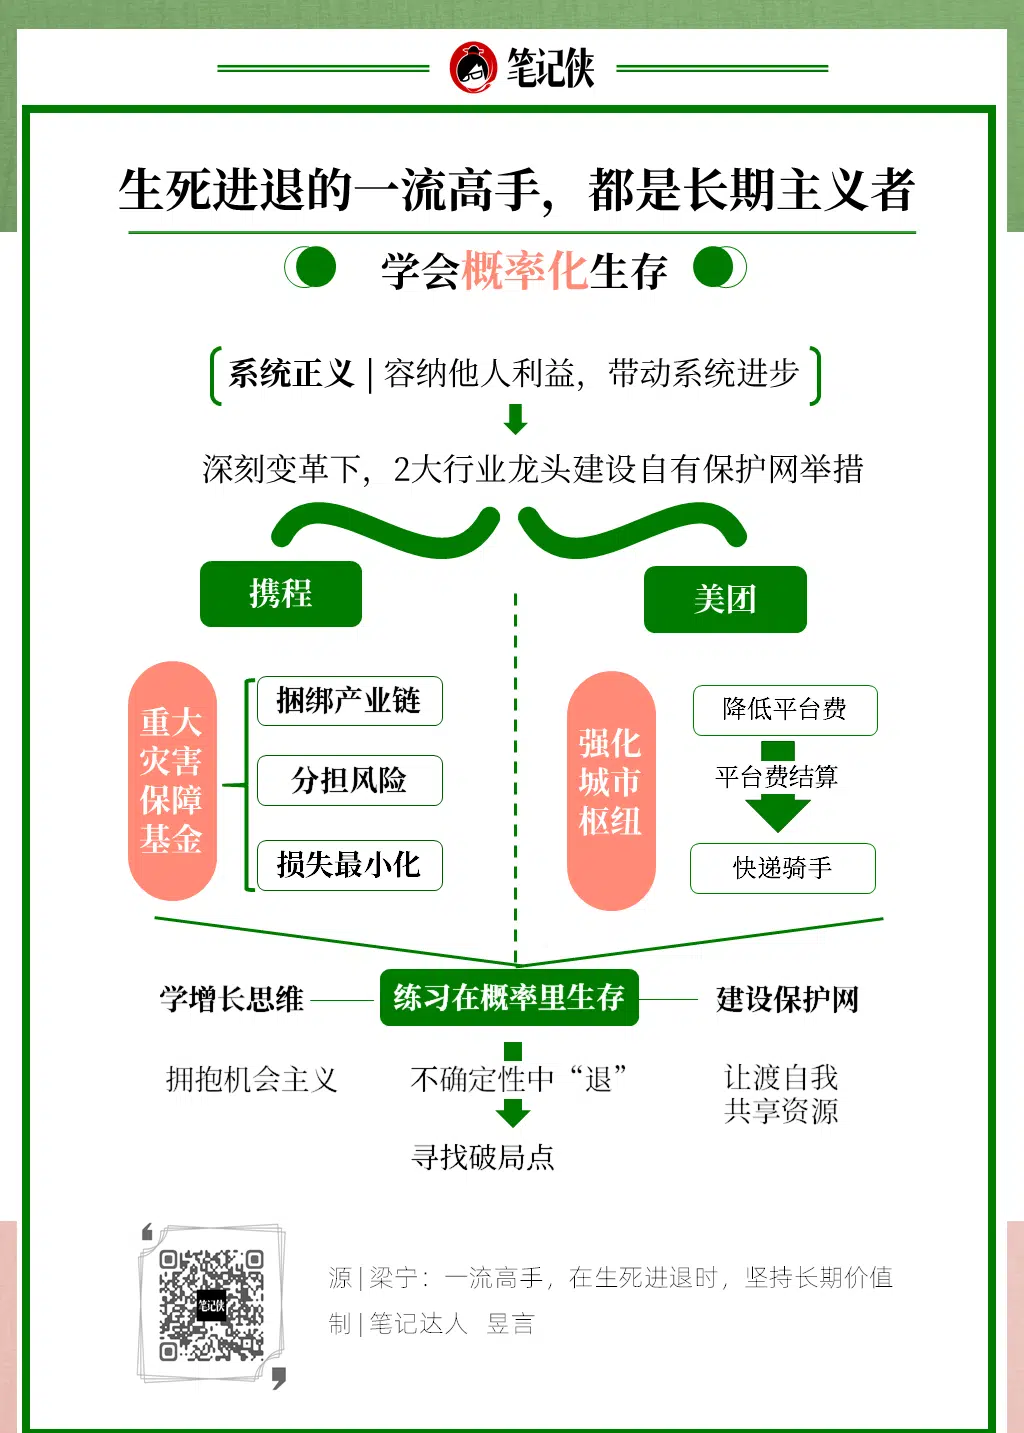 笔记侠
生死进退的一流高手，都是长期主义者
学会概率化生存
系统正义 | 容纳他人利益，带动系统进步
深刻变革下，2大行业龙头建设自有保护网举措
携程
美团
重大
灾害
保障
基金
捆绑产业链
分担风险
损失最小化
强化
城市
枢纽
降低平台费
平台费结算
快递骑手
学增长思维
练习在概率里生存
建设保护网
拥抱机会主义
不确定性中“退”
让渡自我
共享资源
寻找破局点
笔记侠
源 | 梁宁：一流高手，在生死进退时，坚持长期价值
制 | 笔记达人 昱言